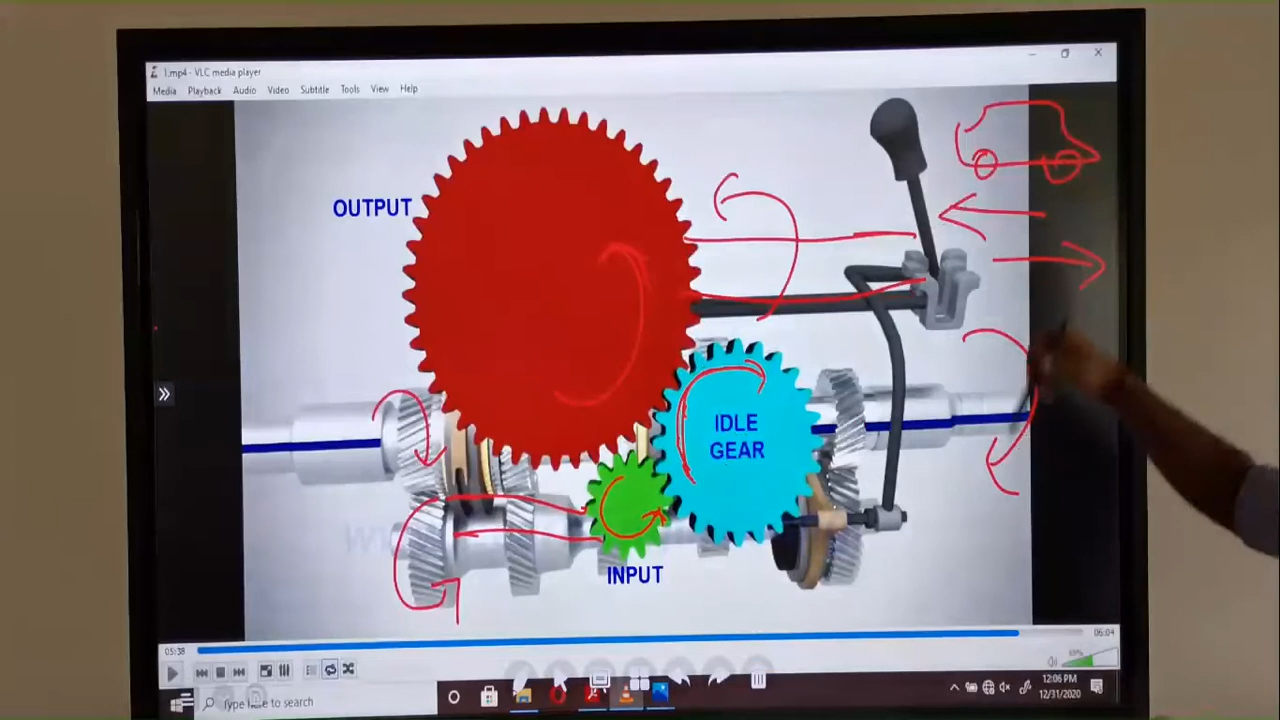 1.mp4 - VLC media player
Media Playback Audio Video Subtitle Tools View Help
OUTPUT
IDLE
GEAR
INPUT
05:38
06:04
69%
Type here to search
12:06 PM
12/31/2020